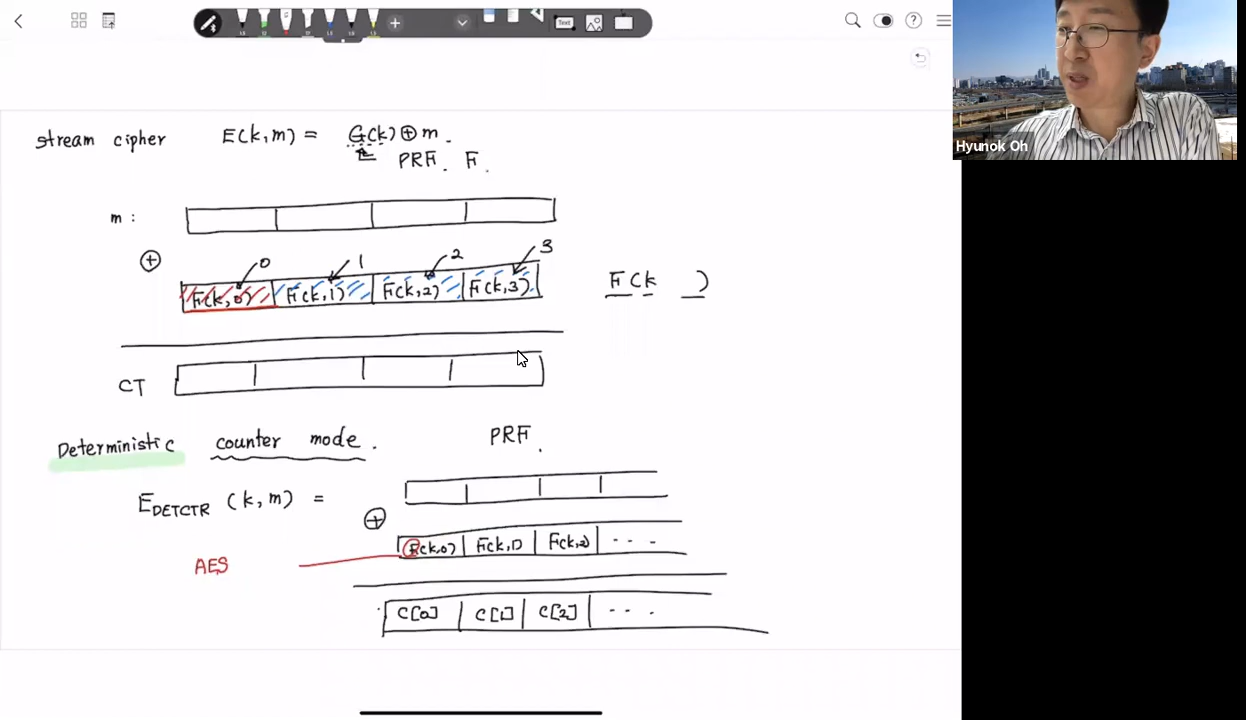 Text
Hyunok Oh
stream cipher E(k,m) = G(k) ⊕ m.
PRF. F.
m:
0 1 2 3
⊕
F(k,0) F(k,1) F(k,2) F(k,3)
F(k )
CT
Deterministic counter mode. PRF.
E_DETCTR (k,m) =
⊕
F(k,0) F(k,1) F(k,2) ...
AES
C[0] C[1] C[2] ...